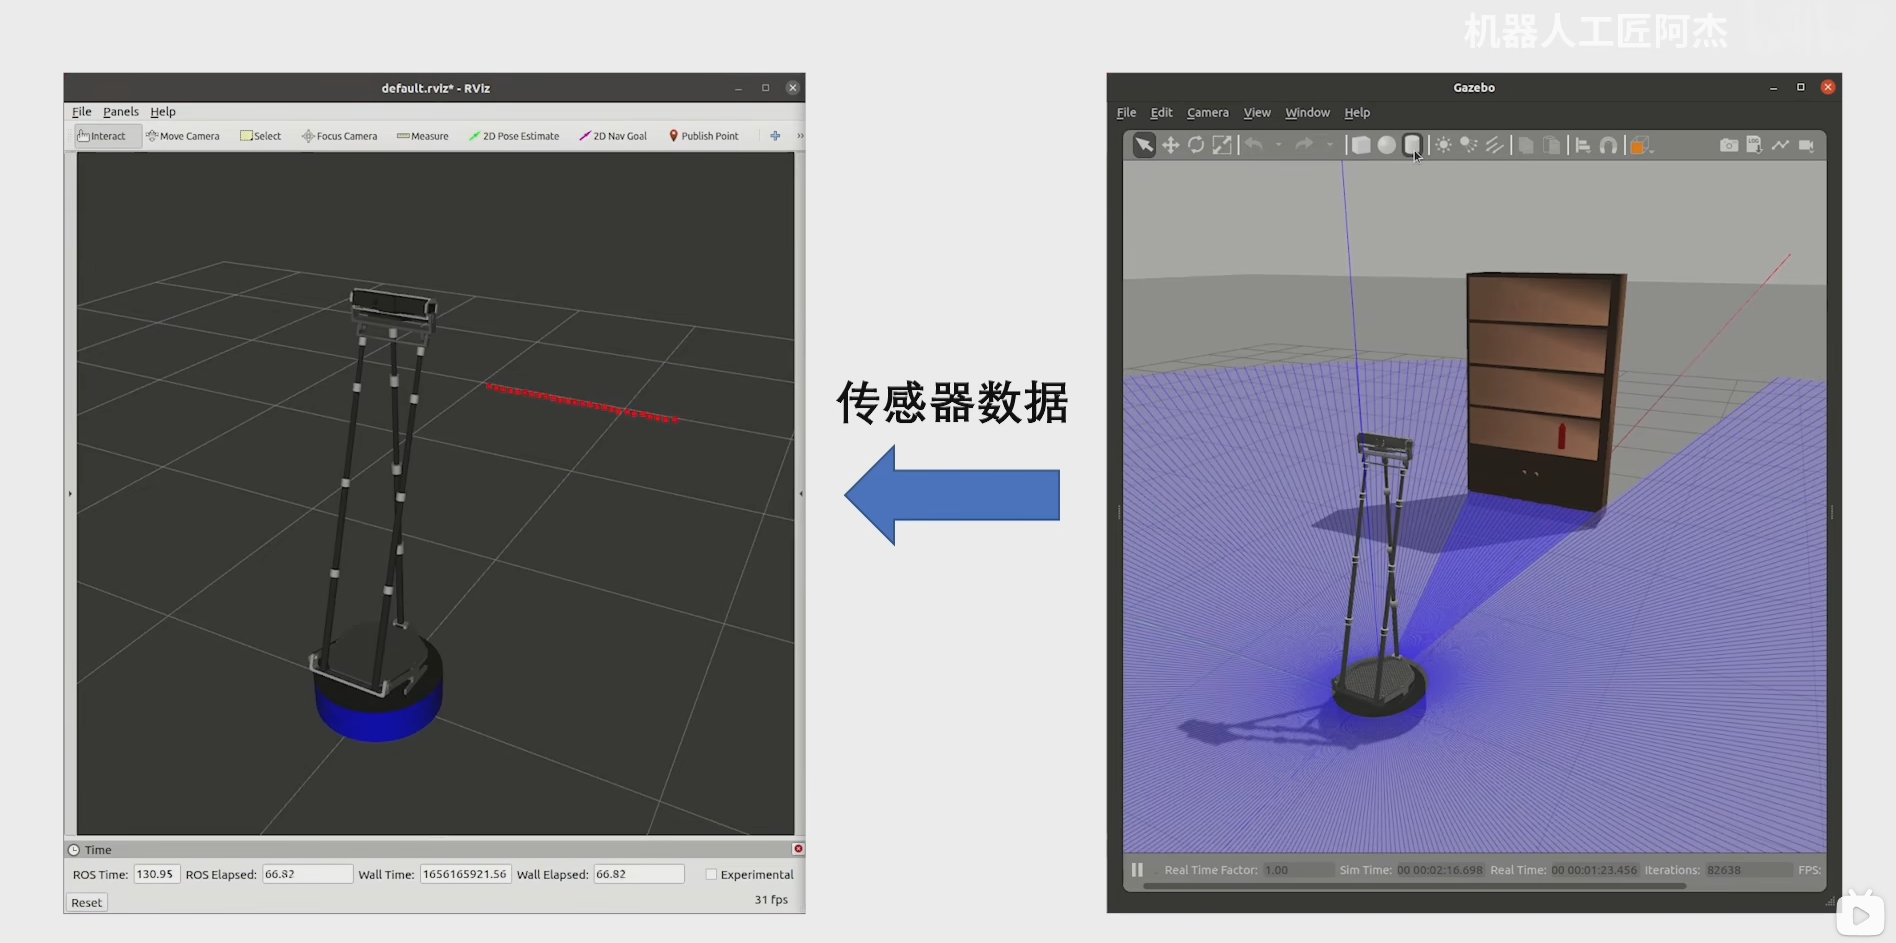 机器人工匠阿杰
default.rviz* - RViz
File Panels Help
Interact Move Camera Select Focus Camera Measure 2D Pose Estimate 2D Nav Goal Publish Point
Time
ROS Time: 130.95 ROS Elapsed: 66.82 Wall Time: 1656165921.56 Wall Elapsed: 66.82 Experimental
Reset
31 fps
传感器数据
Gazebo
File Edit Camera View Window Help
LOG
Real Time Factor: 1.00 Sim Time: 00 00:02:16.698 Real Time: 00 00:01:23.456 Iterations: 82638 FPS: